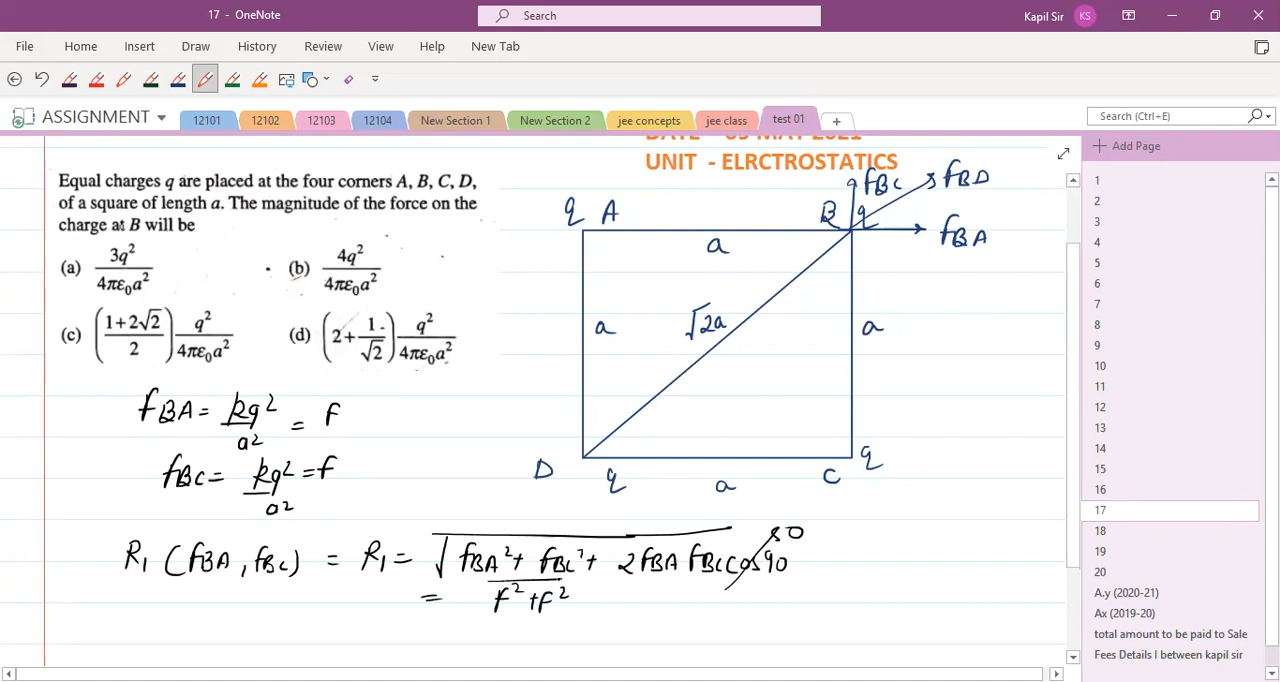 17 - OneNote
Search
Kapil Sir
KS
File Home Insert Draw History Review View Help New Tab
ASSIGNMENT
12101
12102
12103
12104
New Section 1
New Section 2
jee concepts
jee class
test 01
Search (Ctrl+E)
Add Page
UNIT - ELRCTROSTATICS
Equal charges q are placed at the four corners A, B, C, D,
of a square of length a. The magnitude of the force on the
charge at B will be
(a) 3q²/4πε₀a²
(b) 4q²/4πε₀a²
(c) ((1+2√2)/2) q²/4πε₀a²
(d) (2+1/√2) q²/4πε₀a²
q A
B q
fBC
fBD
fBA
a
a
√2a
a
D
q
a
C
q
fBA = kq²/a² = F
fBC = kq²/a² = F
R₁ (fBA, fBC) = R₁ = √fBA² + fBC² + 2fBA fBC cos90
0
= F² + F²
1
2
3
4
5
6
7
8
9
10
11
12
13
14
15
16
17
18
19
20
A.y (2020-21)
Ax (2019-20)
total amount to be paid to Sale
Fees Details I between kapil sir